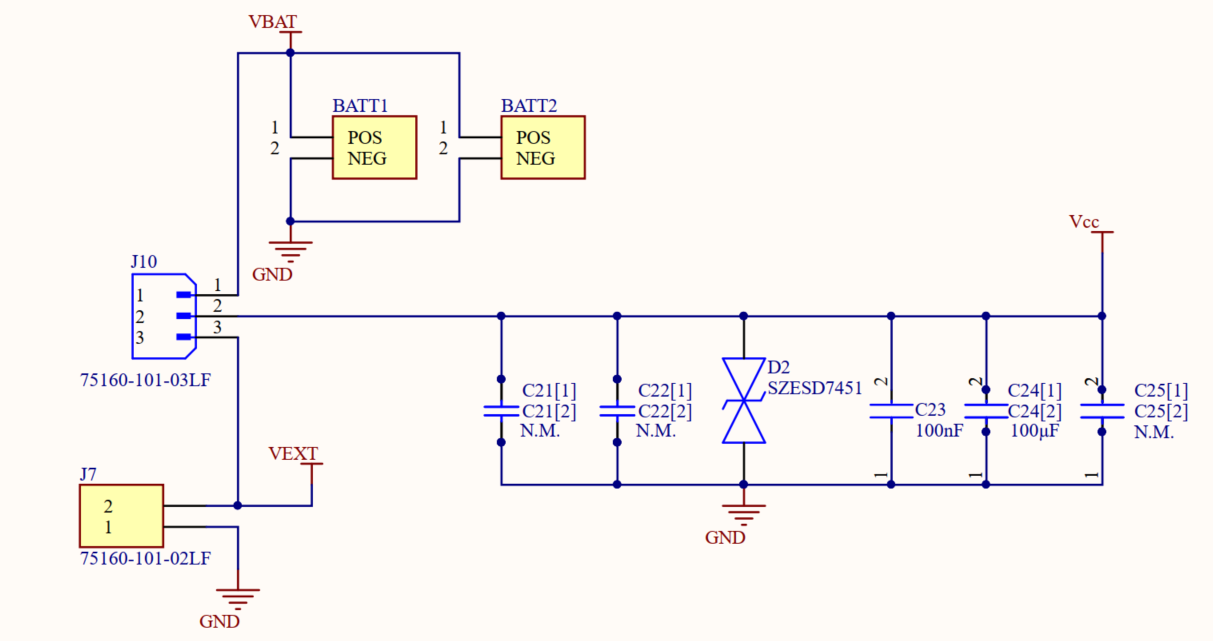 VBAT
BATT1
BATT2
1
2
POS
NEG
1
2
POS
NEG
GND
Vcc
J10
1
2
3
1
2
3
75160-101-03LF
C21[1]
C21[2]
N.M.
C22[1]
C22[2]
N.M.
D2
SZESD7451
2
C23
100nF
1
2
C24[1]
C24[2]
100µF
1
2
C25[1]
C25[2]
N.M.
1
GND
VEXT
J7
2
1
75160-101-02LF
GND